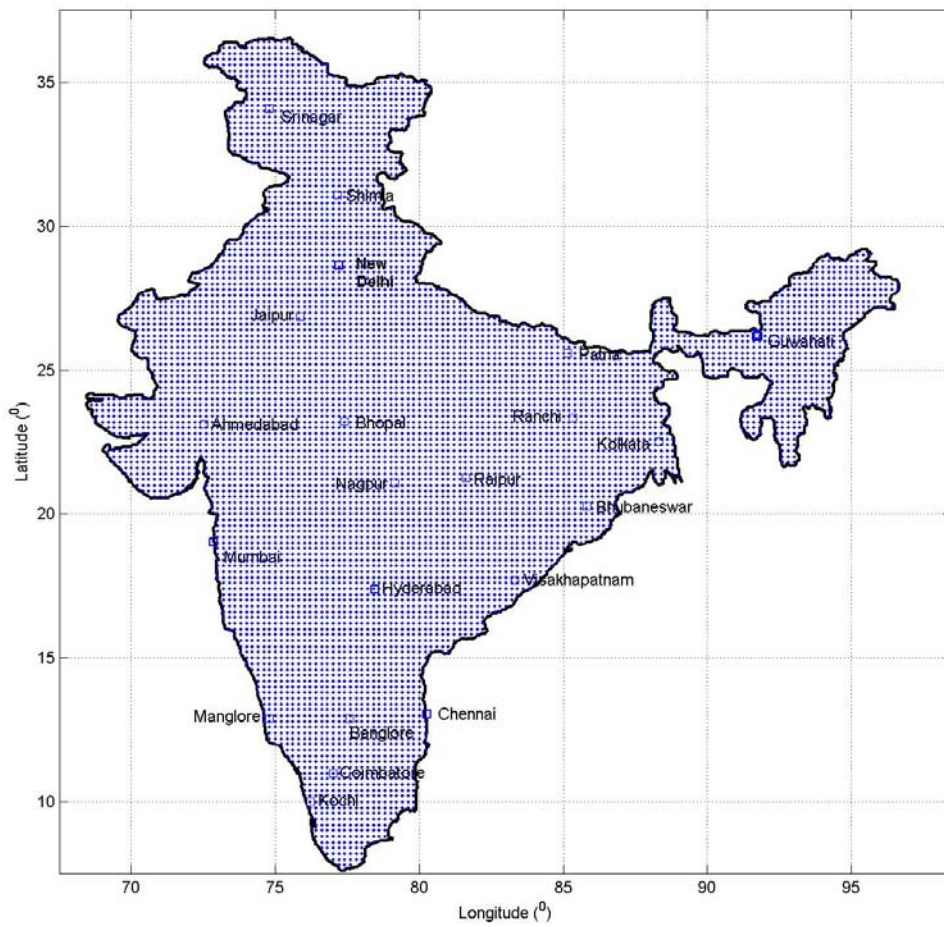 35
Srinagar
Shimla
30
New
Delhi
Jaipur
Guwahati
Patna
25
Ahmedabad
Bhopal
Ranchi
Kolkata
Latitude (⁰)
Nagpur
Raipur
Bhubaneswar
20
Mumbai
Hyderabad
Visakhapatnam
15
Manglore
Chennai
Banglore
Coimbatore
10
Kochi
70 75 80 85 90 95
Longitude (⁰)